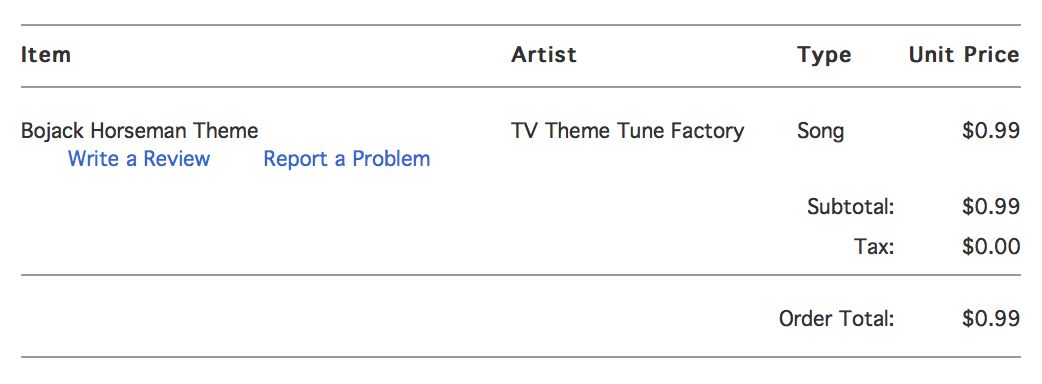 Item Artist Type Unit Price
Bojack Horseman Theme TV Theme Tune Factory Song $0.99
Write a Review Report a Problem
Subtotal: $0.99
Tax: $0.00
Order Total: $0.99